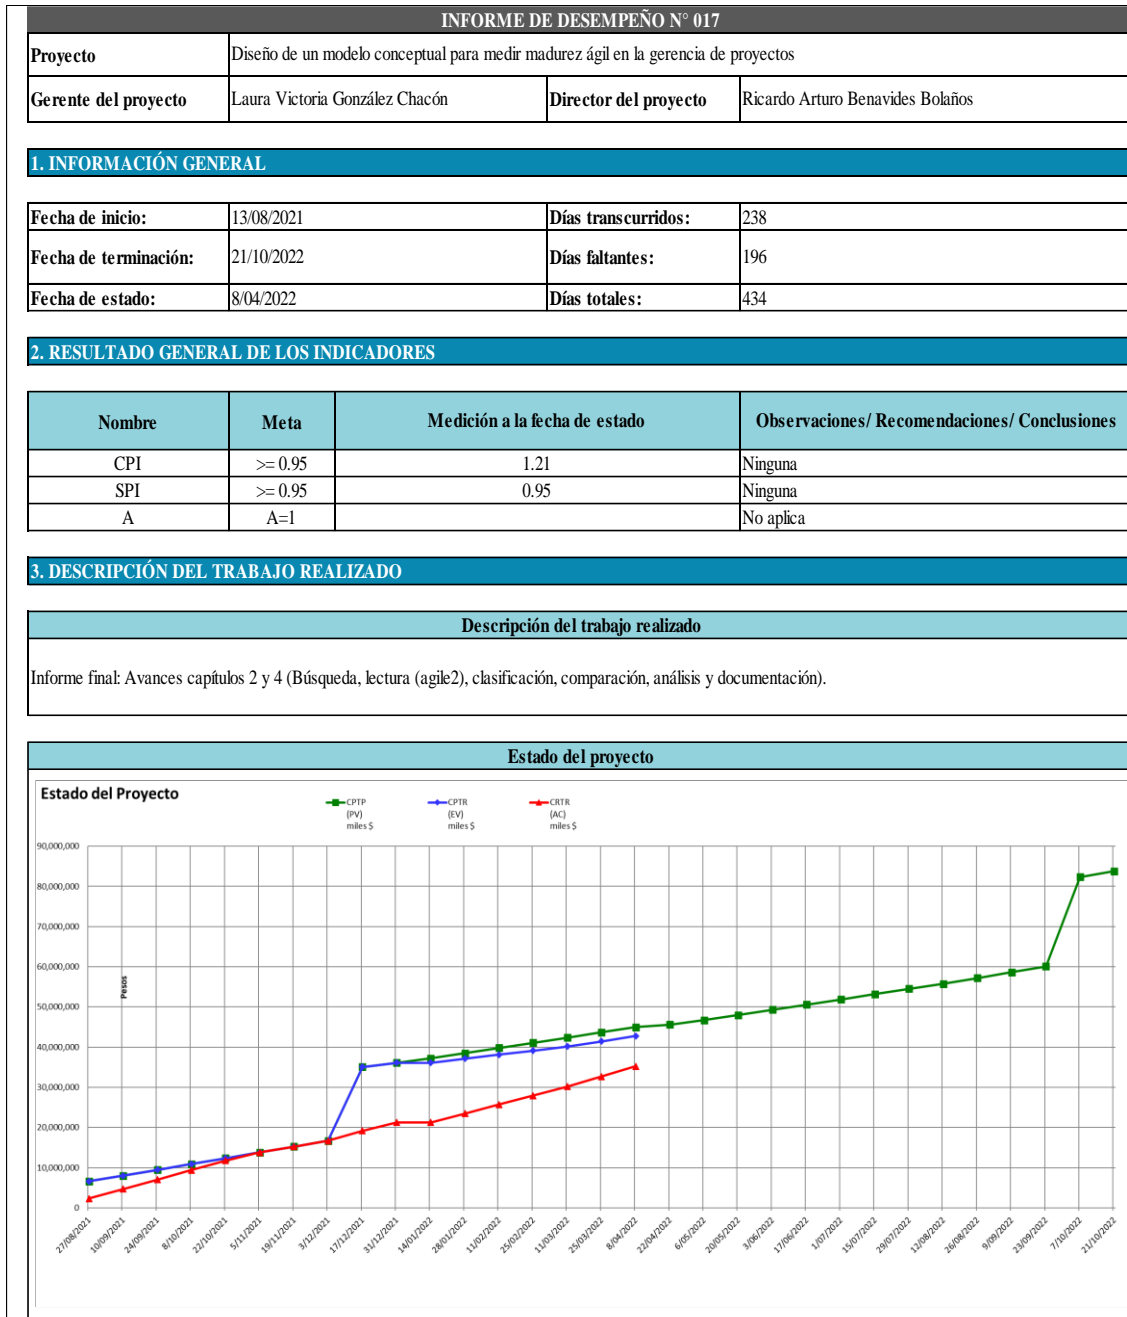 INFORME DE DESEMPEÑO N° 017
Proyecto Diseño de un modelo conceptual para medir madurez ágil en la gerencia de proyectos
Gerente del proyecto Laura Victoria González Chacón Director del proyecto Ricardo Arturo Benavides Bolaños
1. INFORMACIÓN GENERAL
Fecha de inicio: 13/08/2021 Días transcurridos: 238
Fecha de terminación: 21/10/2022 Días faltantes: 196
Fecha de estado: 8/04/2022 Días totales: 434
2. RESULTADO GENERAL DE LOS INDICADORES
Nombre Meta Medición a la fecha de estado Observaciones/ Recomendaciones/ Conclusiones
CPI >= 0.95 1.21 Ninguna
SPI >= 0.95 0.95 Ninguna
A A=1 No aplica
3. DESCRIPCIÓN DEL TRABAJO REALIZADO
Descripción del trabajo realizado
Informe final: Avances capítulos 2 y 4 (Búsqueda, lectura (agile2), clasificación, comparación, análisis y documentación).
Estado del proyecto
Estado del Proyecto
CPTP CPTR CRTR
(PV) (EV) (AC)
miles $ miles $ miles $
90,000,000
80,000,000
70,000,000
60,000,000
50,000,000
40,000,000
30,000,000
20,000,000
10,000,000
0
Pesos
27/08/2021 10/09/2021 24/09/2021 8/10/2021 22/10/2021 5/11/2021 19/11/2021 3/12/2021 17/12/2021 31/12/2021 14/01/2022 28/01/2022 11/02/2022 25/02/2022 11/03/2022 25/03/2022 8/04/2022 22/04/2022 6/05/2022 20/05/2022 3/06/2022 17/06/2022 1/07/2022 15/07/2022 29/07/2022 12/08/2022 26/08/2022 9/09/2022 23/09/2022 7/10/2022 21/10/2022